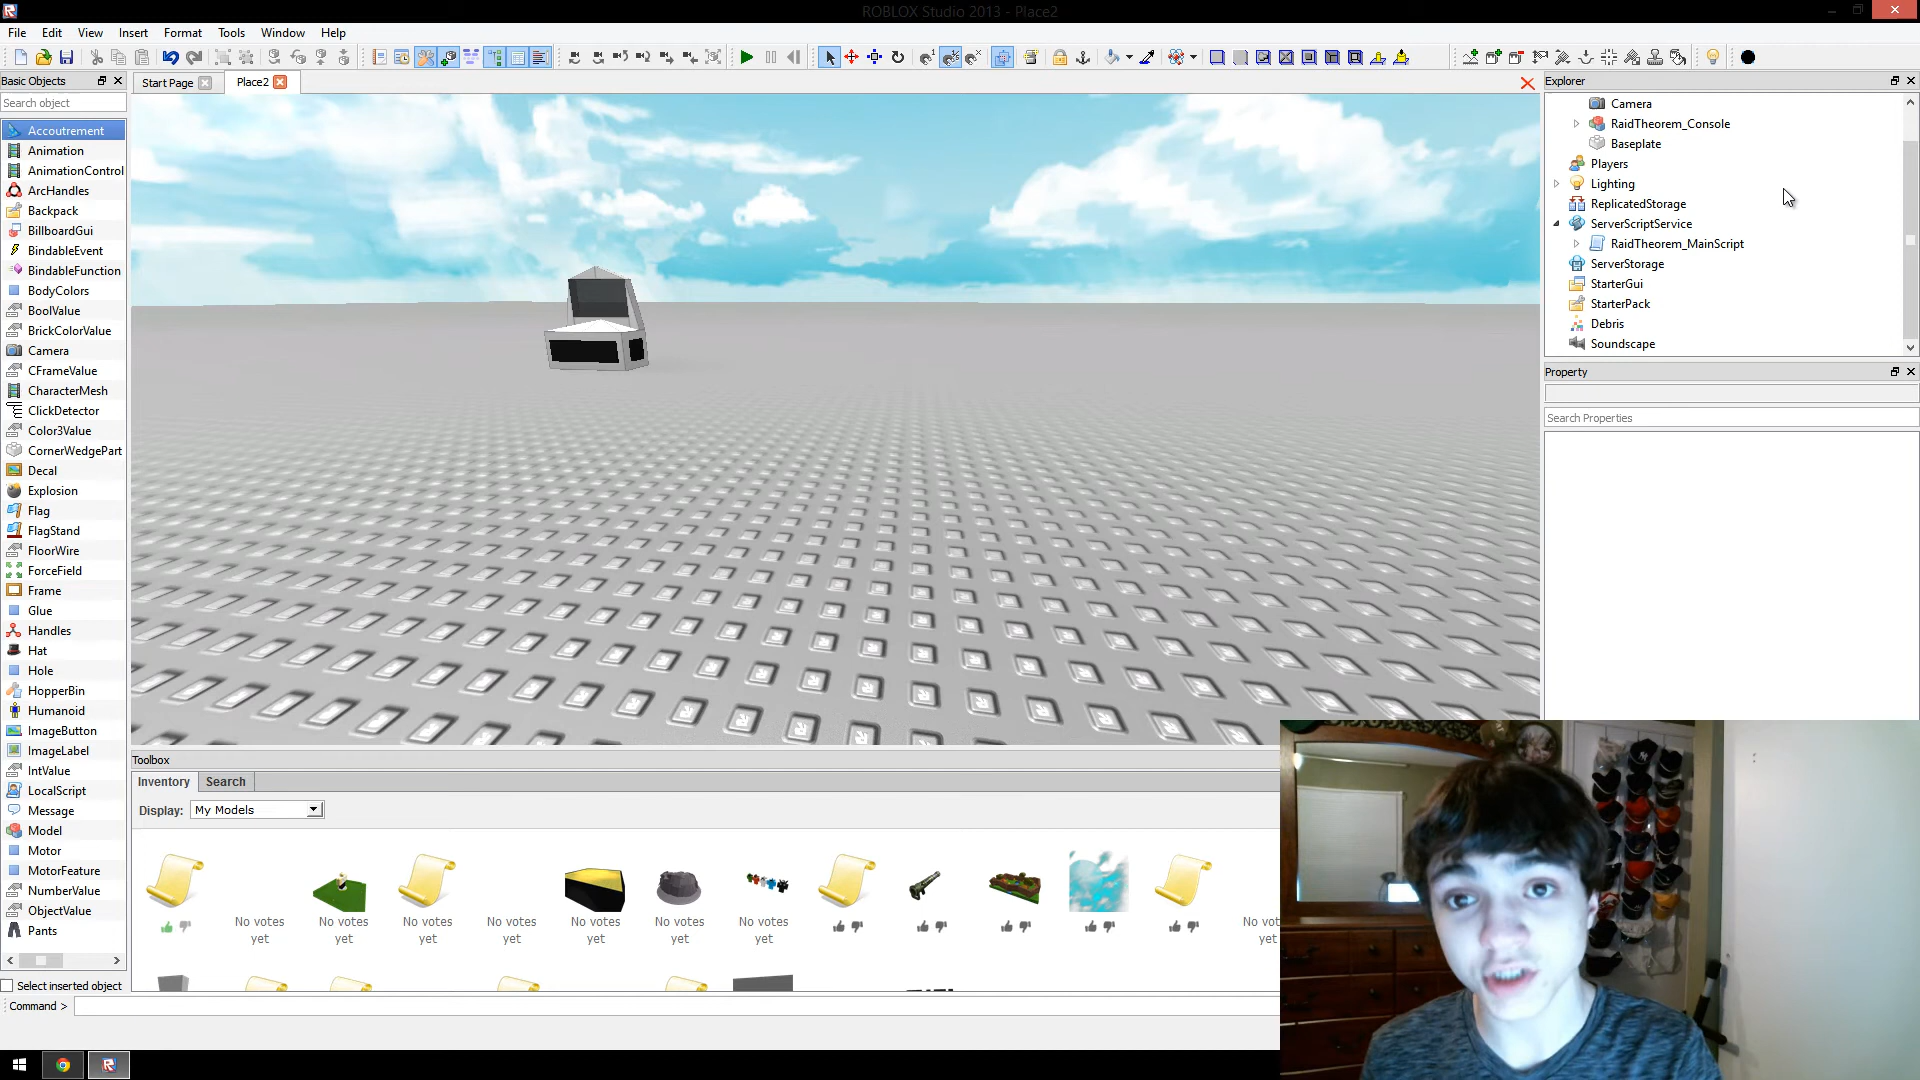 ROBLOX Studio 2013 - Place2
File Edit View Insert Format Tools Window Help
Basic Objects
Search object
Accoutrement
Animation
AnimationControl
ArcHandles
Backpack
BillboardGui
BindableEvent
BindableFunction
BodyColors
BoolValue
BrickColorValue
Camera
CFrameValue
CharacterMesh
ClickDetector
Color3Value
CornerWedgePart
Decal
Explosion
Flag
FlagStand
FloorWire
ForceField
Frame
Glue
Handles
Hat
Hole
HopperBin
Humanoid
ImageButton
ImageLabel
IntValue
LocalScript
Message
Model
Motor
MotorFeature
NumberValue
ObjectValue
Pants
Select inserted object
Command >
Start Page
Place2
Toolbox
Inventory Search
Display: My Models
No votes yet
No votes yet
No votes yet
No votes yet
No votes yet
No votes yet
No votes yet
No vot
yet
Explorer
Camera
RaidTheorem_Console
Baseplate
Players
Lighting
ReplicatedStorage
ServerScriptService
RaidTheorem_MainScript
ServerStorage
StarterGui
StarterPack
Debris
Soundscape
Property
Search Properties